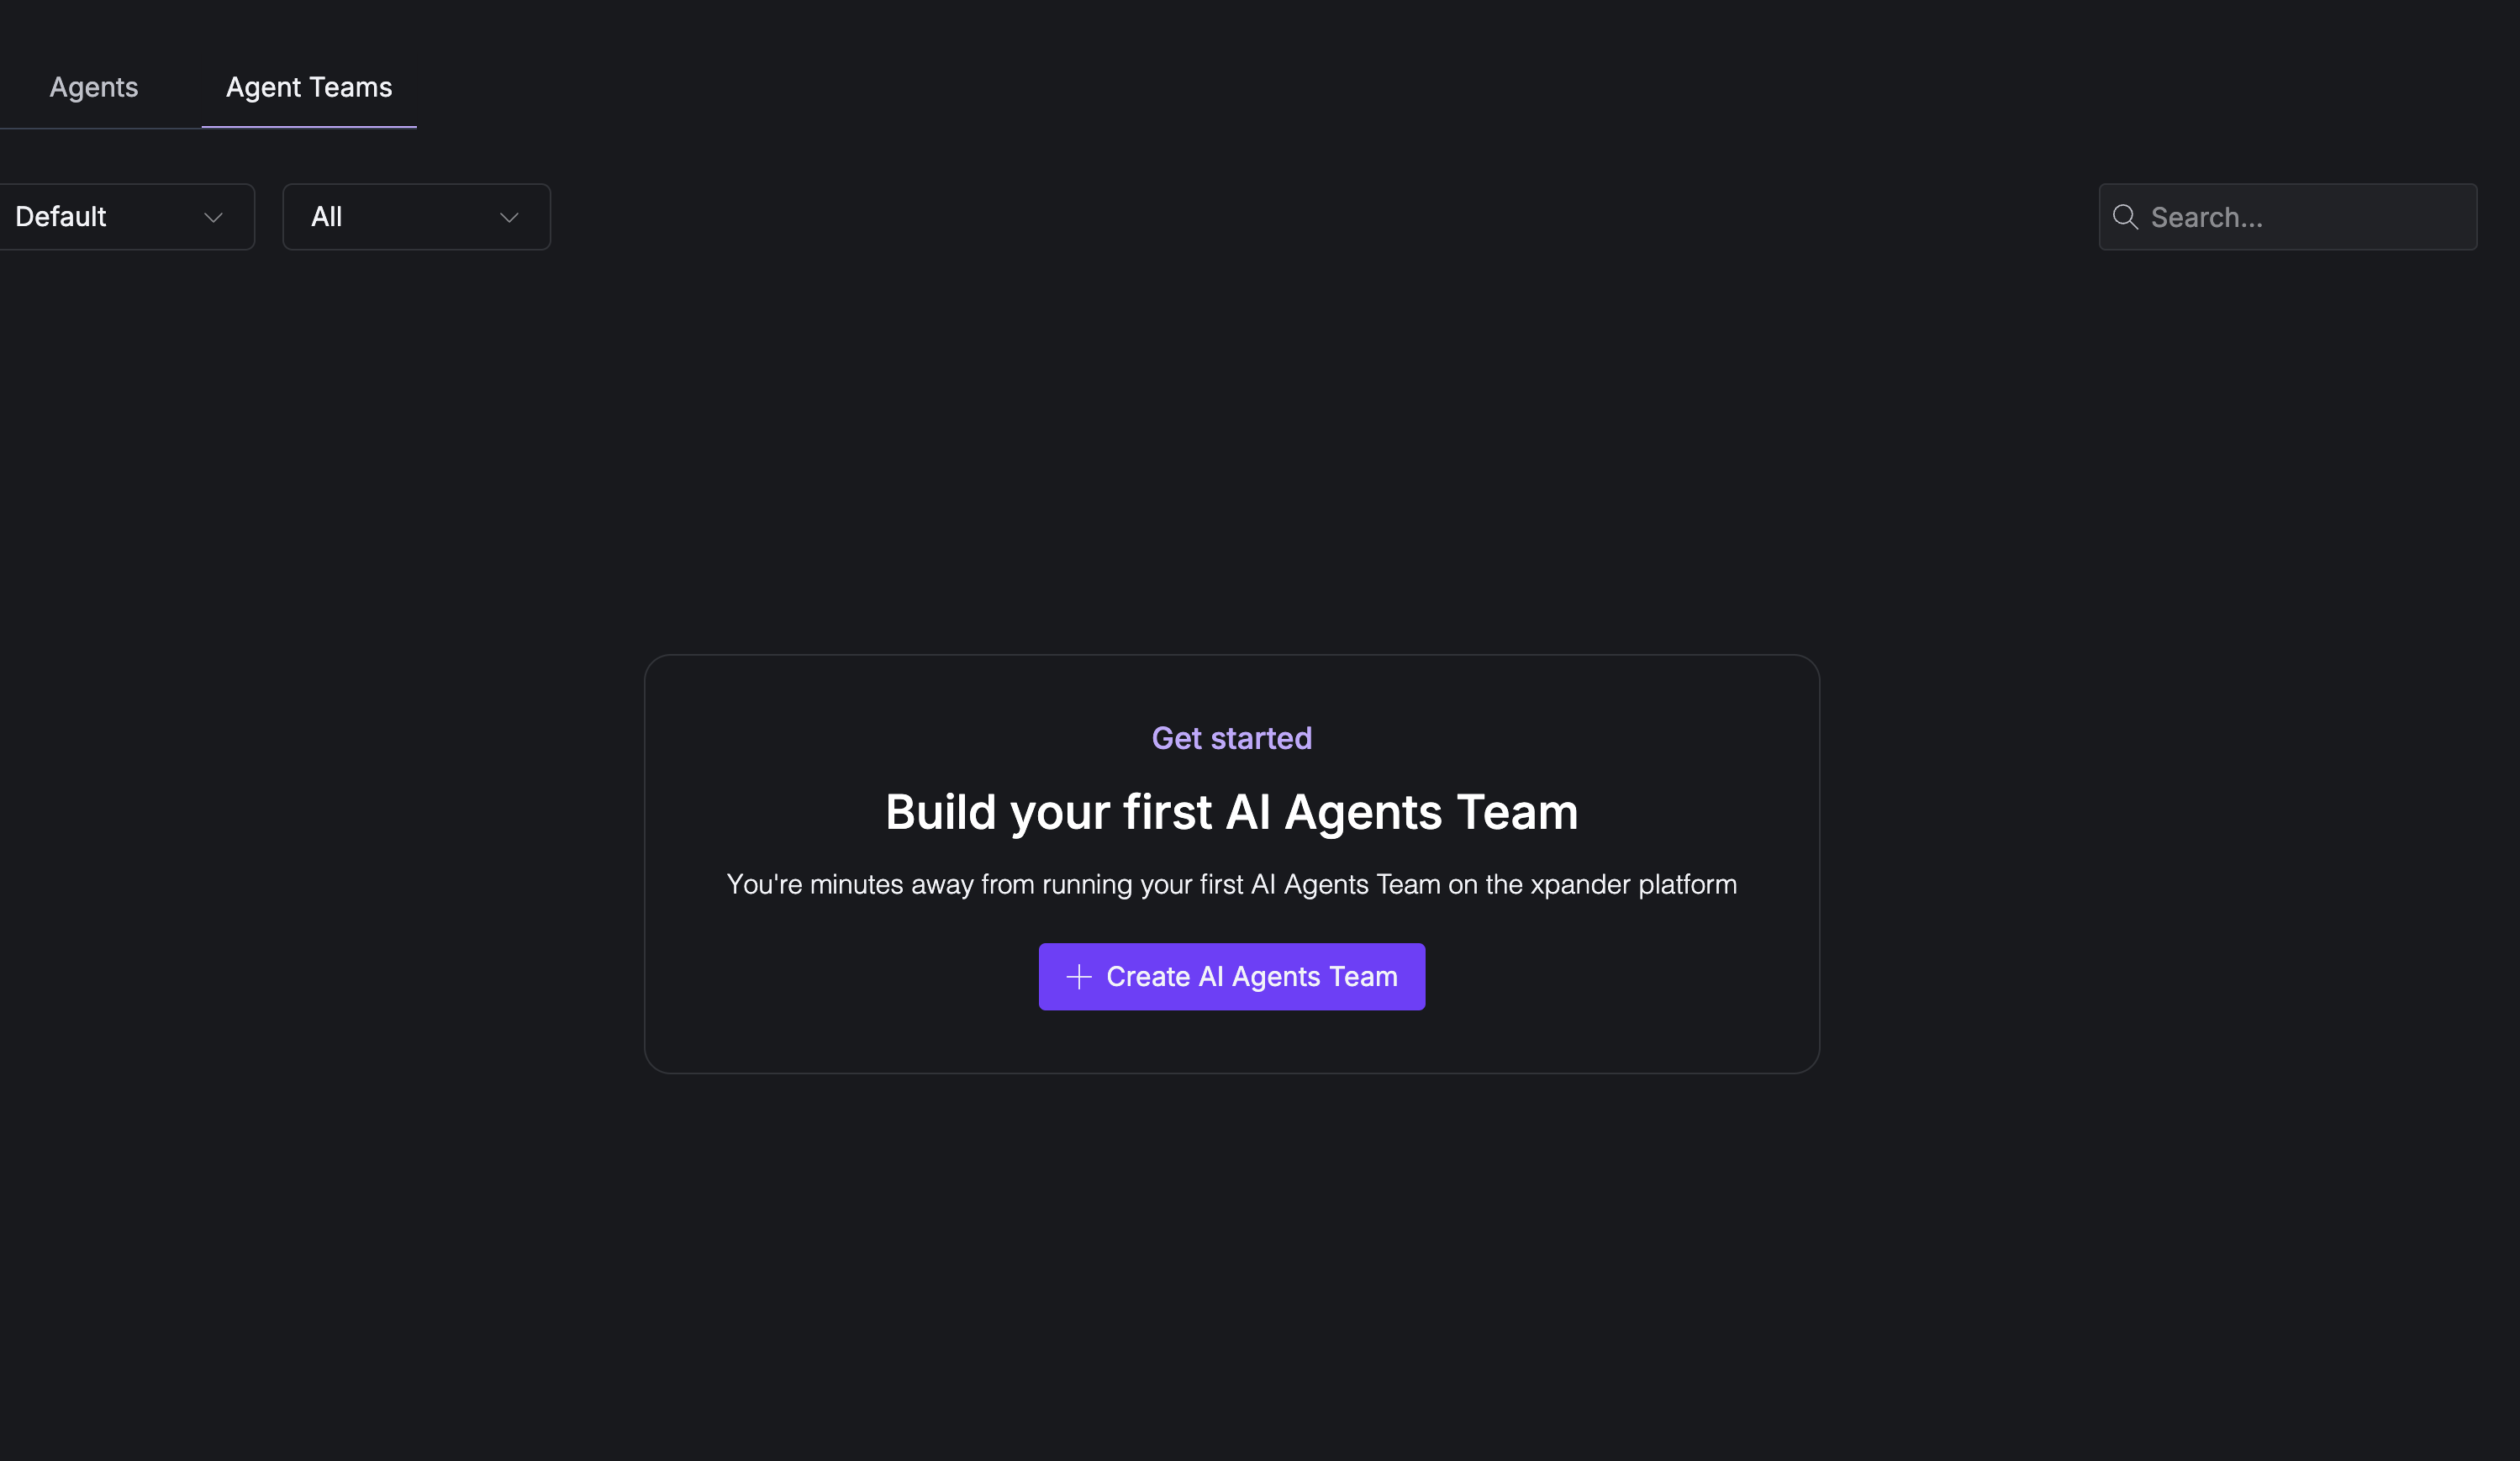 Agents
Agent Teams
Default
All
Search...
Get started
Build your first AI Agents Team
You're minutes away from running your first AI Agents Team on the xpander platform
Create AI Agents Team